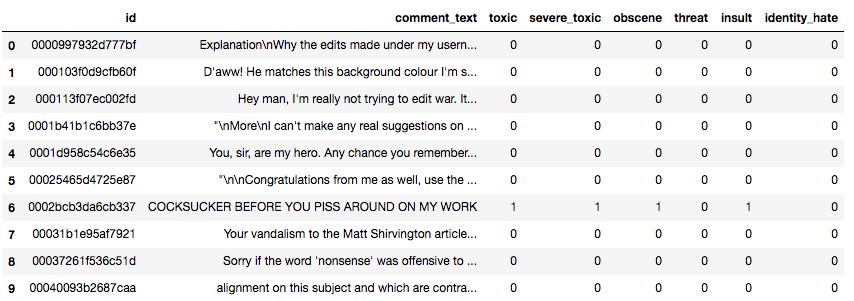 id comment_text toxic severe_toxic obscene threat insult identity_hate
0 0000997932d777bf Explanation\nWhy the edits made under my usern... 0 0 0 0 0 0
1 000103f0d9cfb60f D'aww! He matches this background colour I'm s... 0 0 0 0 0 0
2 000113f07ec002fd Hey man, I'm really not trying to edit war. It... 0 0 0 0 0 0
3 0001b41b1c6bb37e "\nMore\nI can't make any real suggestions on ... 0 0 0 0 0 0
4 0001d958c54c6e35 You, sir, are my hero. Any chance you remember... 0 0 0 0 0 0
5 00025465d4725e87 "\n\nCongratulations from me as well, use the ... 0 0 0 0 0 0
6 0002bcb3da6cb337 COCKSUCKER BEFORE YOU PISS AROUND ON MY WORK 1 1 1 0 1 0
7 00031b1e95af7921 Your vandalism to the Matt Shirvington article... 0 0 0 0 0 0
8 00037261f536c51d Sorry if the word 'nonsense' was offensive to ... 0 0 0 0 0 0
9 00040093b2687caa alignment on this subject and which are contra... 0 0 0 0 0 0